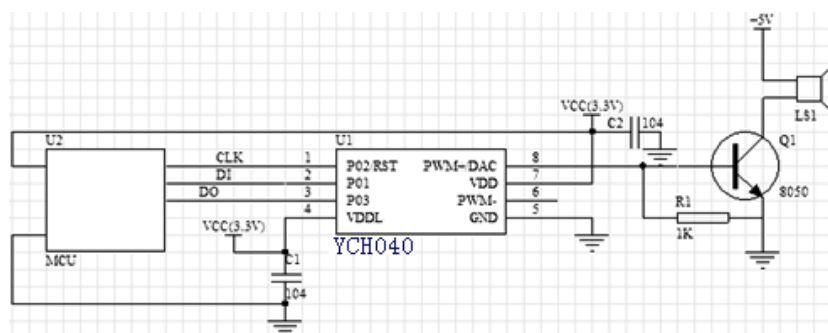 -5V
LS1
VCC(3.3V)
C2
104
Q1
8050
U2
U1
CLK
1
P02/RST
PWM+/DAC
8
DI
2
P01
VDD
7
DO
3
P03
PWM-
6
4
VDDL
GND
5
R1
1K
VCC(3.3V)
YCH040
MCU
C1
104